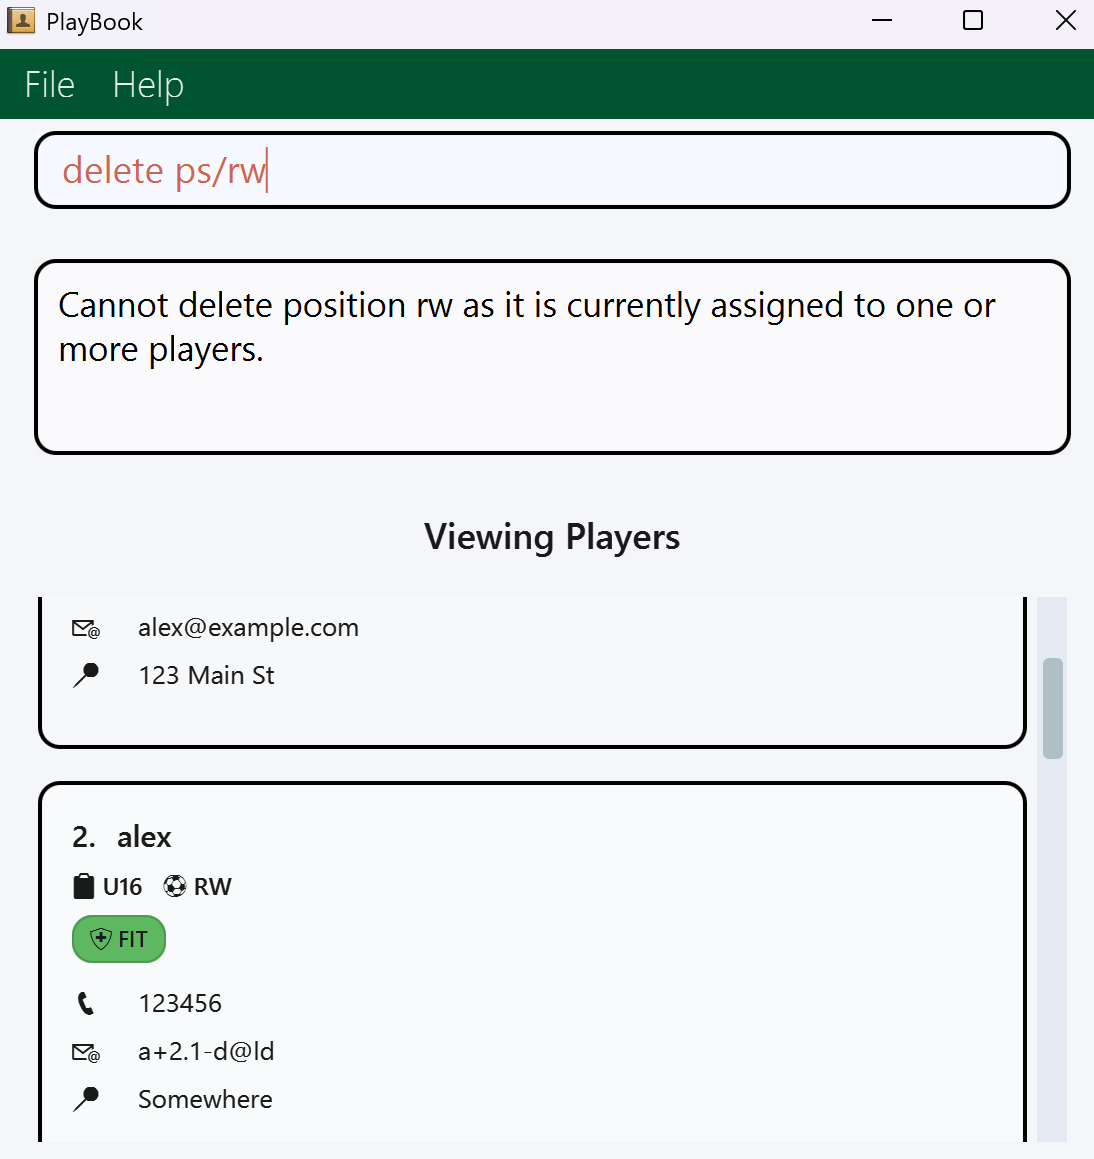 PlayBook
File Help
delete ps/rw
Cannot delete position rw as it is currently assigned to one or
more players.
Viewing Players
alex@example.com
123 Main St
2. alex
U16 RW
FIT
123456
a+2.1-d@ld
Somewhere